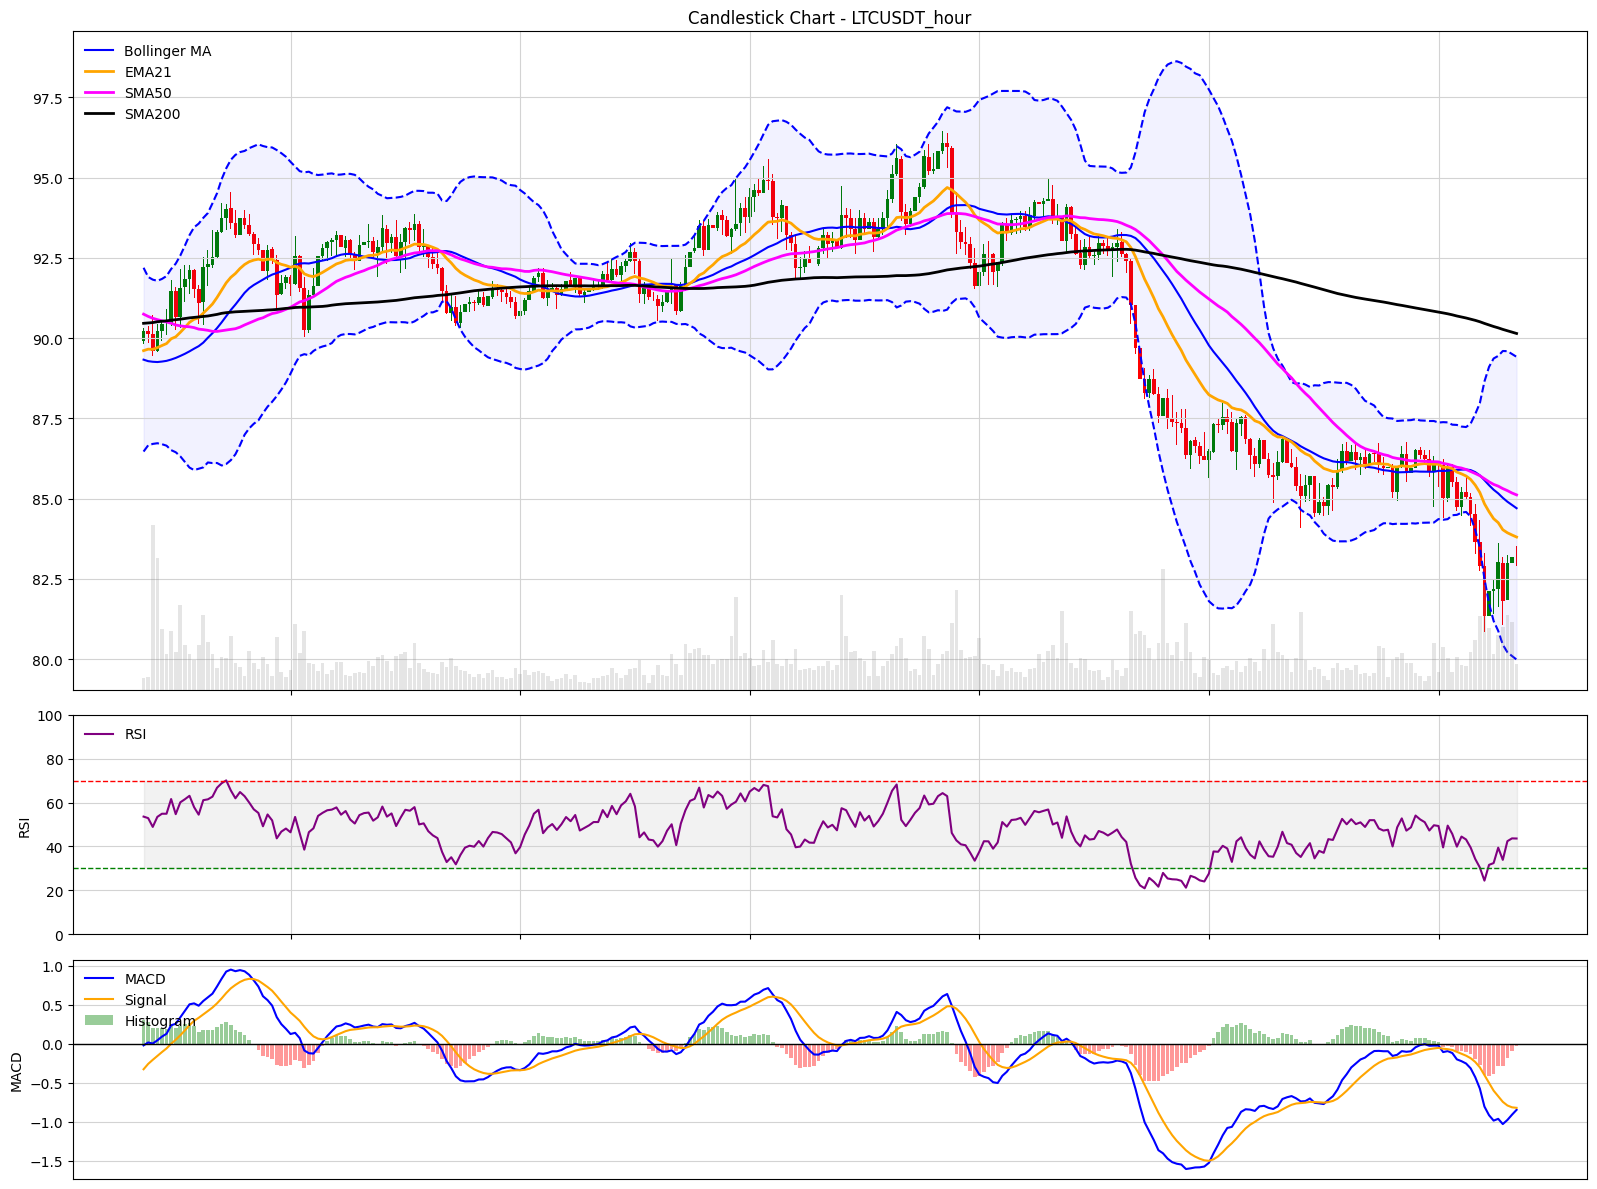 Candlestick Chart - LTCUSDT_hour
Bollinger MA
EMA21
SMA50
SMA200
97.5
95.0
92.5
90.0
87.5
85.0
82.5
80.0
RSI
100
80
60
40
20
0
RSI
MACD
Signal
Histogram
1.0
0.5
0.0
−0.5
−1.0
−1.5
MACD